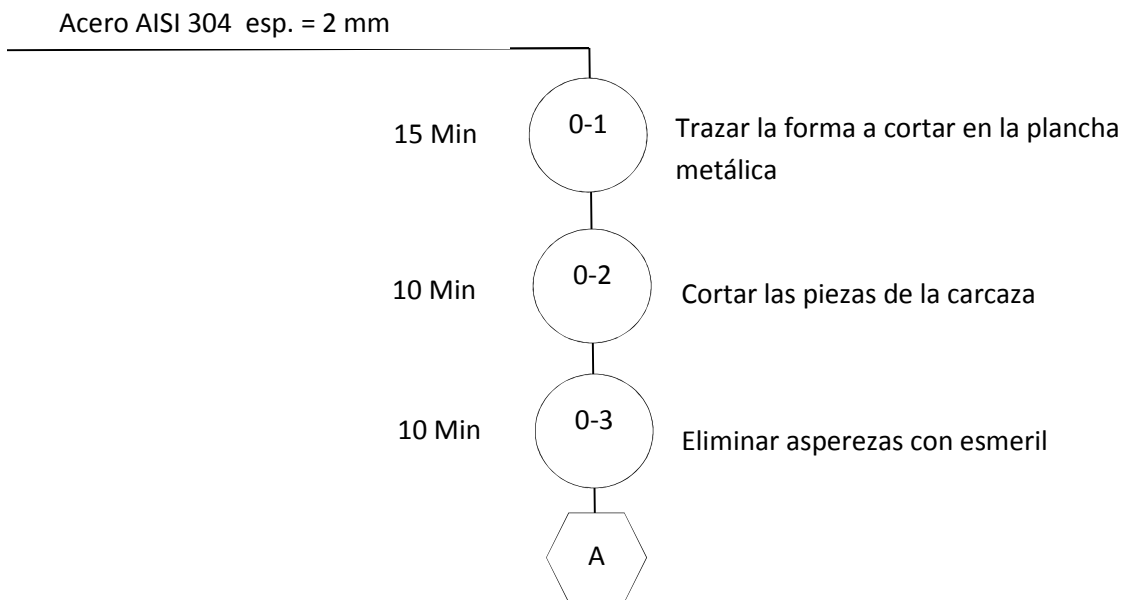 Acero AISI 304 esp. = 2 mm
15 Min
0-1
Trazar la forma a cortar en la plancha
metálica
10 Min
0-2
Cortar las piezas de la carcaza
10 Min
0-3
Eliminar asperezas con esmeril
A